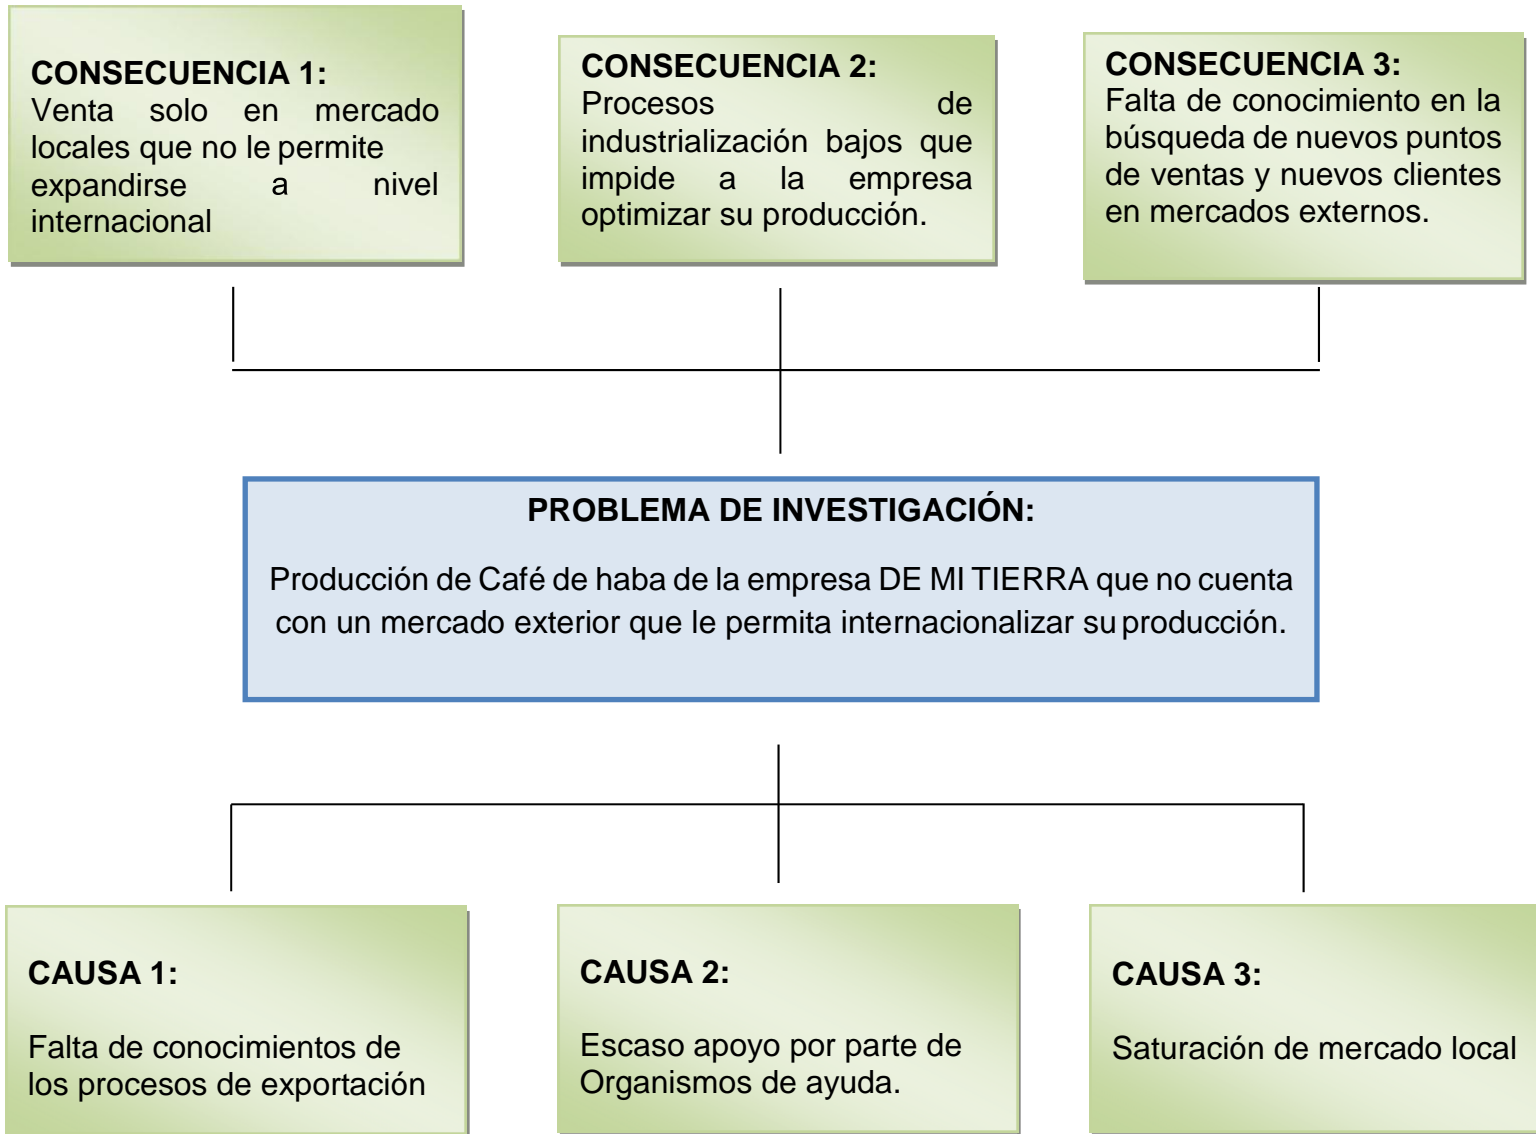 CONSECUENCIA 1:
Venta solo en mercado
locales que no le permite
expandirse a nivel
internacional
CONSECUENCIA 2:
Procesos de
industrialización bajos que
impide a la empresa
optimizar su producción.
CONSECUENCIA 3:
Falta de conocimiento en la
búsqueda de nuevos puntos
de ventas y nuevos clientes
en mercados externos.
PROBLEMA DE INVESTIGACIÓN:
Producción de Café de haba de la empresa DE MI TIERRA que no cuenta
con un mercado exterior que le permita internacionalizar su producción.
CAUSA 1:
Falta de conocimientos de
los procesos de exportación
CAUSA 2:
Escaso apoyo por parte de
Organismos de ayuda.
CAUSA 3:
Saturación de mercado local